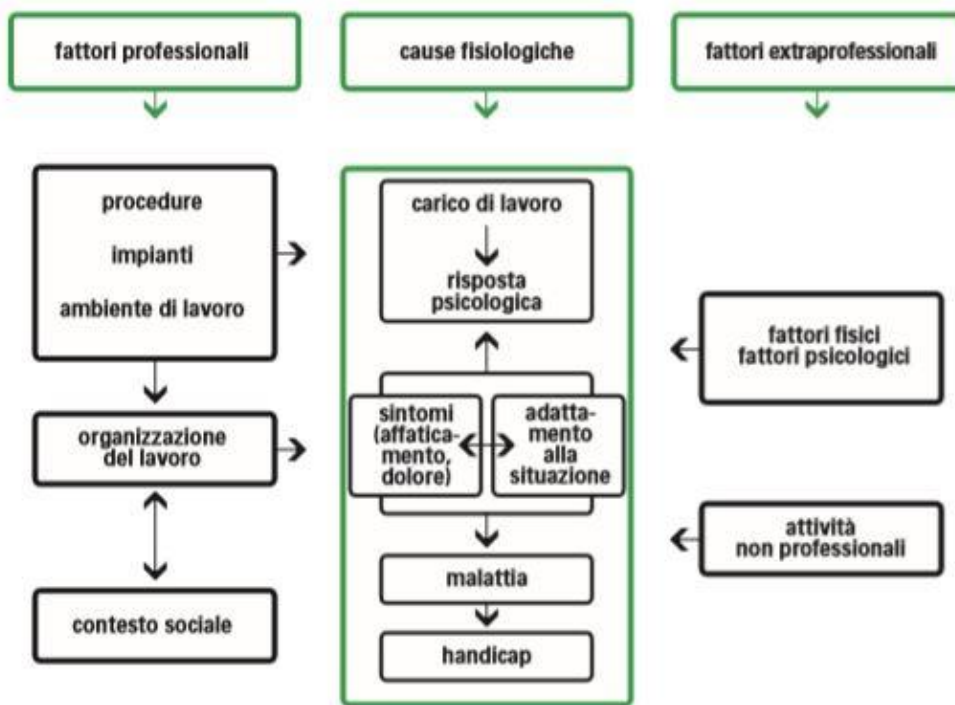 fattori professionali
cause fisiologiche
fattori extraprofessionali
procedure
impianti
ambiente di lavoro
organizzazione
del lavoro
contesto sociale
carico di lavoro
risposta
psicologica
sintomi
(affatica-
mento,
dolore)
adatta-
mento
alla
situazione
malattia
handicap
fattori fisici
fattori psicologici
attività
non professionali